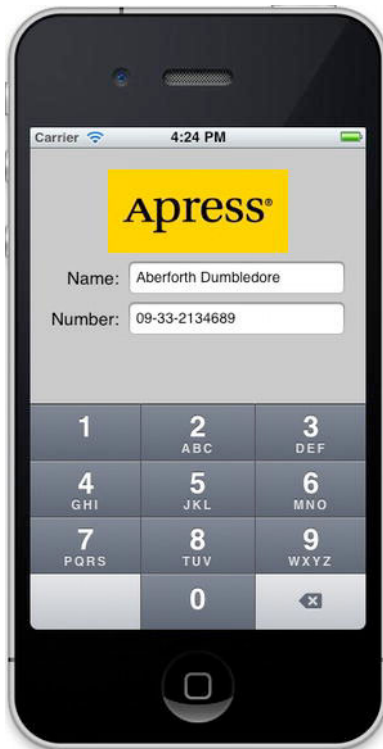 Carrier 4:24 PM
Apress®
Name: Aberforth Dumbledore
Number: 09-33-2134689
1 2 3
ABC DEF
4 5 6
GHI JKL MNO
7 8 9
PQRS TUV WXYZ
0